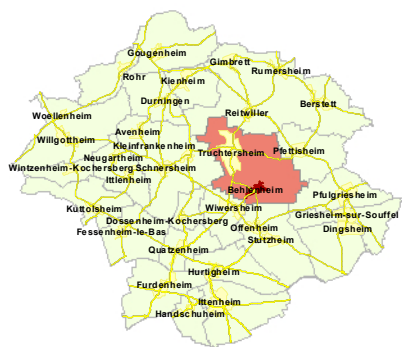 Gougenheim
Gimbrett
Rohr
Kienheim
Rumersheim
Durningen
Berstett
Woellenheim
Reitwiller
Avenheim
Willgottheim
Kleinfrankenheim
Truchtersheim
Pfettisheim
Neugartheim
Wintzenheim-Kochersberg
Schnersheim
Ittlenheim
Behlenheim
Pfulgriesheim
Kuttolsheim
Wiwersheim
Griesheim-sur-Souffel
Dossenheim-Kochersberg
Fessenheim-le-Bas
Offenheim
Dingsheim
Stutzheim
Quatzenheim
Hurtigheim
Furdenheim
Ittenheim
Handschuheim